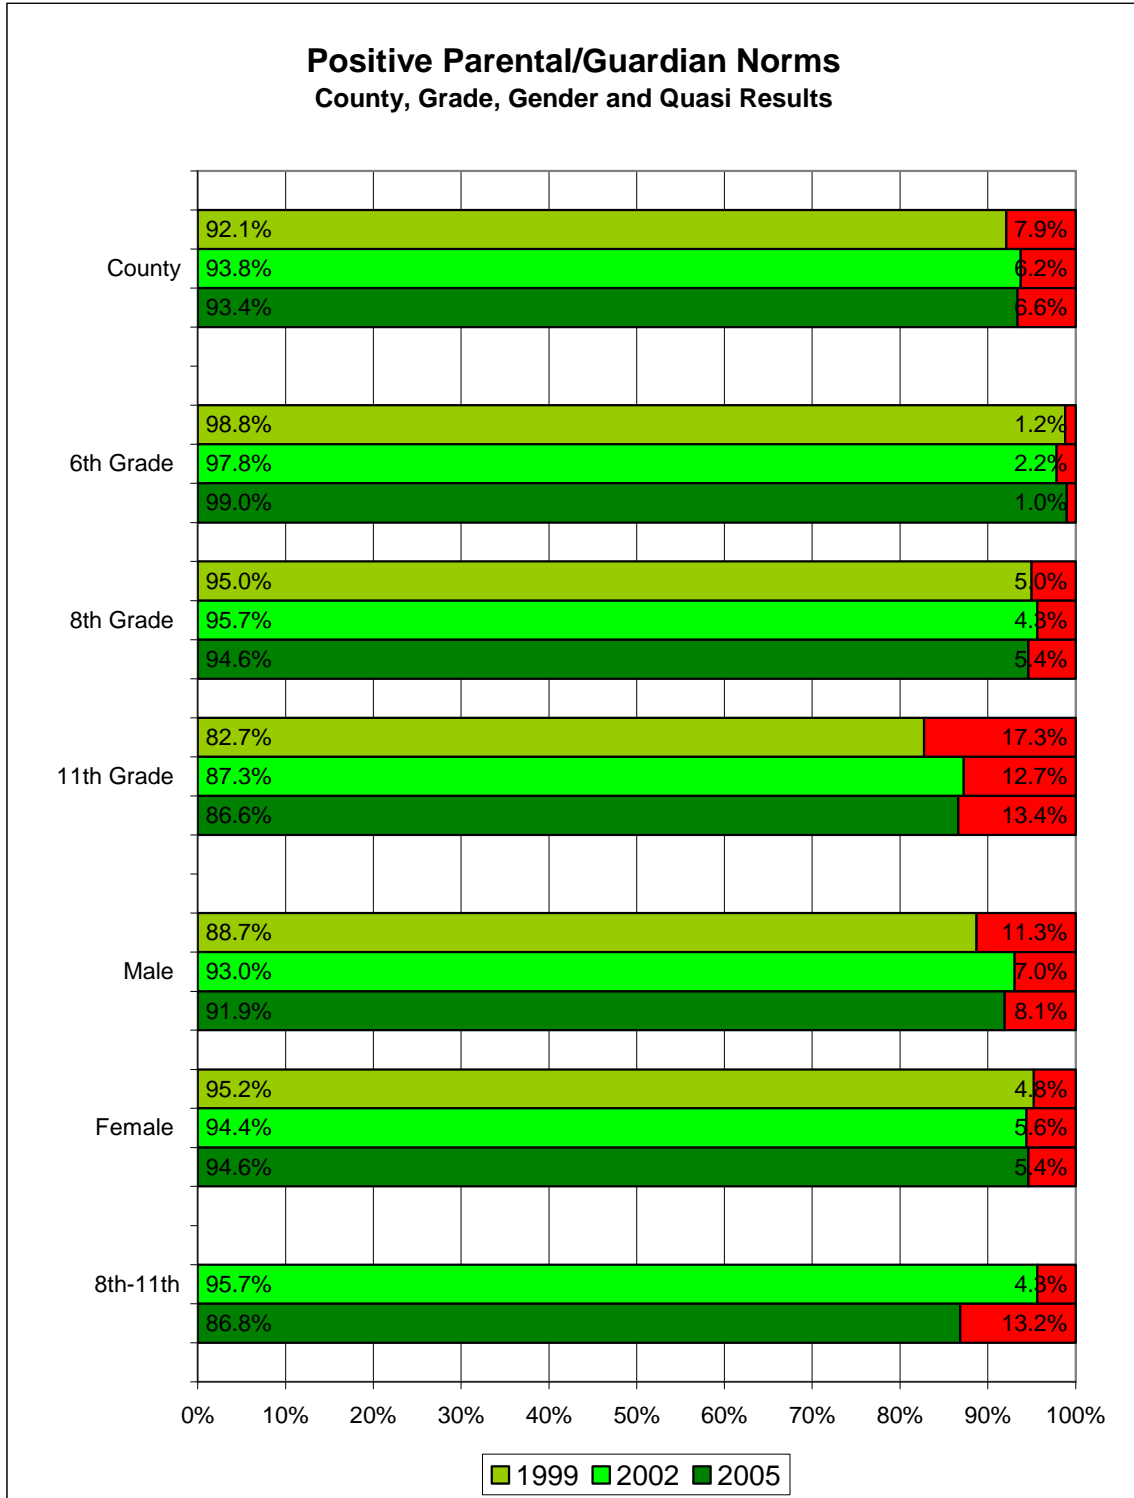 Positive Parental/Guardian Norms
County, Grade, Gender and Quasi Results
92.1% 7.9%
County 93.8% 6.2%
93.4% 6.6%
98.8% 1.2%
6th Grade 97.8% 2.2%
99.0% 1.0%
95.0% 5.0%
8th Grade 95.7% 4.3%
94.6% 5.4%
82.7% 17.3%
11th Grade 87.3% 12.7%
86.6% 13.4%
88.7% 11.3%
Male 93.0% 7.0%
91.9% 8.1%
95.2% 4.8%
Female 94.4% 5.6%
94.6% 5.4%
8th-11th 95.7% 4.3%
86.8% 13.2%
0% 10% 20% 30% 40% 50% 60% 70% 80% 90% 100%
1999 2002 2005